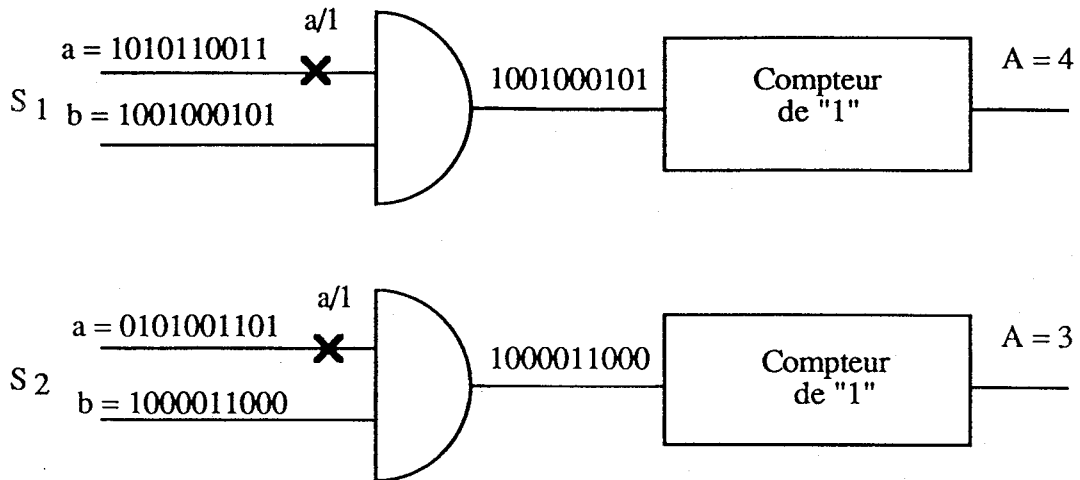 a/1
a = 1010110011
S 1
b = 1001000101
1001000101
Compteur
de "1"
A = 4
a/1
a = 0101001101
S 2
b = 1000011000
1000011000
Compteur
de "1"
A = 3